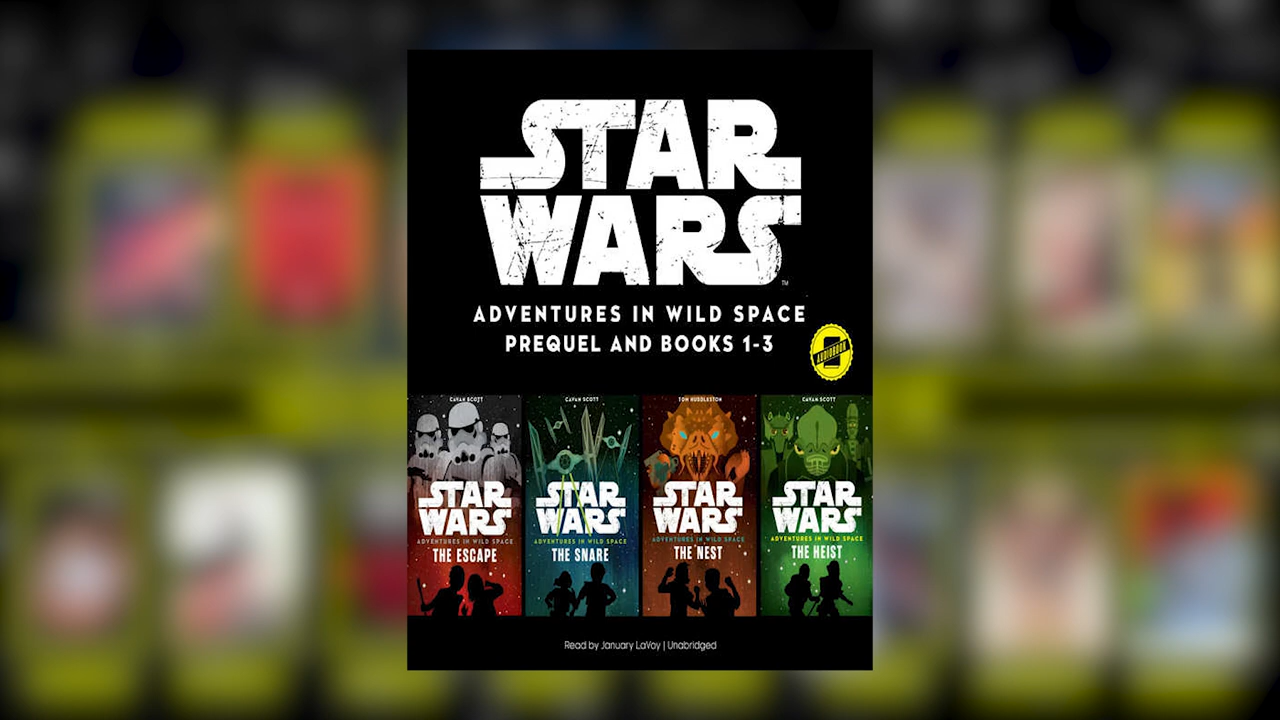 STAR
WARS
TM
ADVENTURES IN WILD SPACE
PREQUEL AND BOOKS 1-3
AUDIOBOOK
CAVAN SCOTT
STAR
WARS
ADVENTURES IN WILD SPACE
THE ESCAPE
CAVAN SCOTT
STAR
WARS
ADVENTURES IN WILD SPACE
THE SNARE
TOM HUDDLESTON
STAR
WARS
ADVENTURES IN WILD SPACE
THE NEST
CAVAN SCOTT
STAR
WARS
ADVENTURES IN WILD SPACE
THE HEIST
Read by January LaVoy | Unabridged